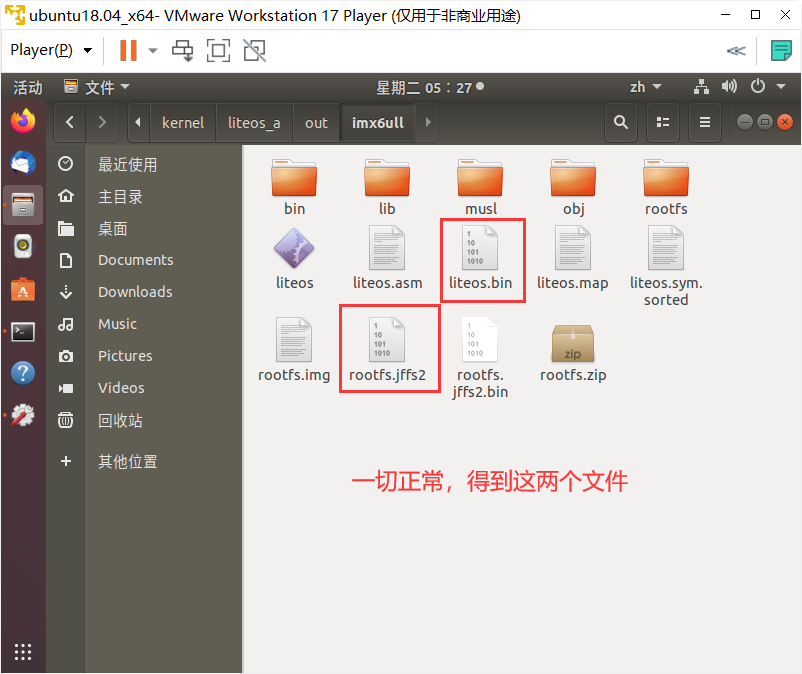 ubuntu18.04_x64- VMware Workstation 17 Player (仅用于非商业用途)
Player(P)
活动 文件 星期二 05：27 zh
kernel liteos_a out imx6ull
最近使用
主目录
桌面
Documents
Downloads
Music
Pictures
Videos
回收站
其他位置
bin lib musl obj rootfs
liteos liteos.asm liteos.bin liteos.map liteos.sym.
sorted
rootfs.img rootfs.jffs2 rootfs. rootfs.zip
jffs2.bin
一切正常，得到这两个文件